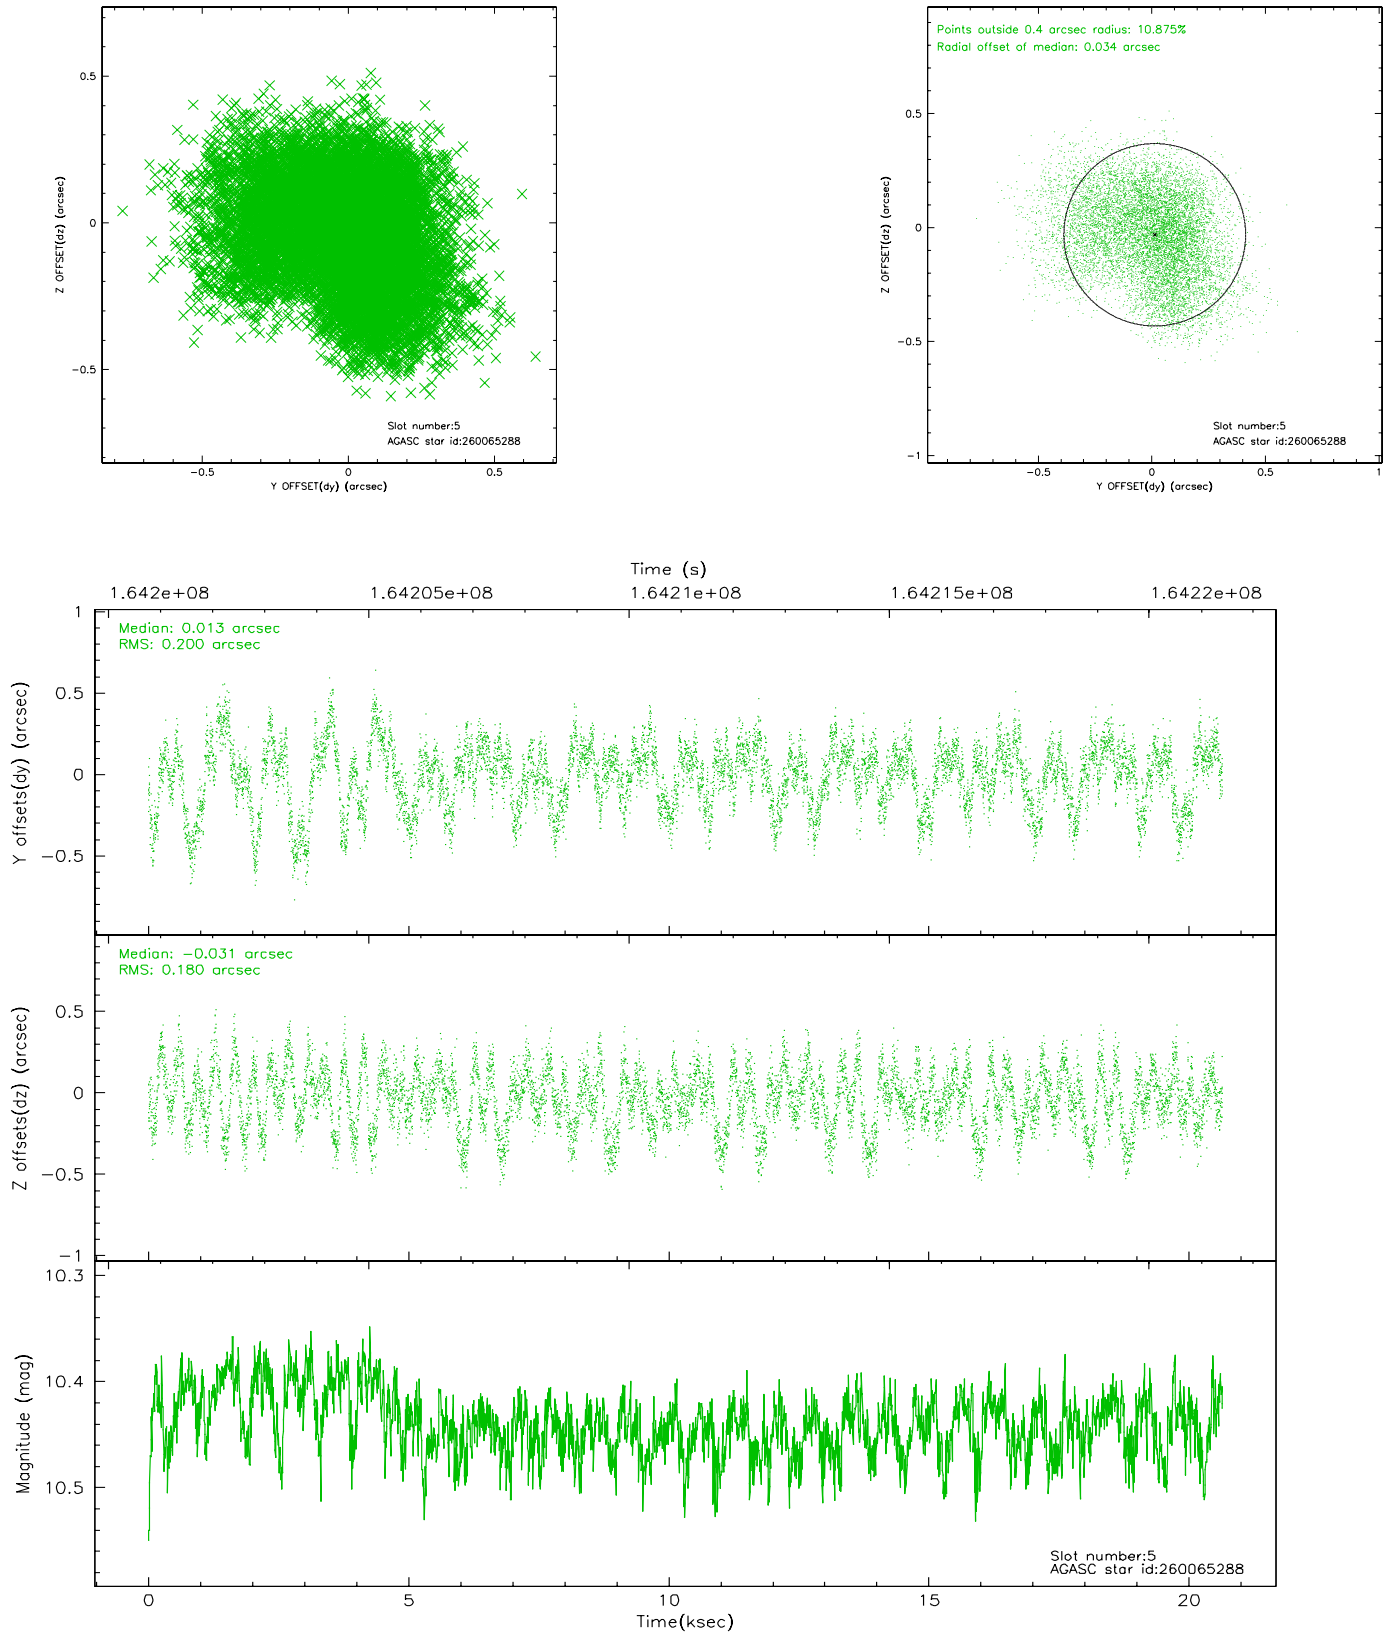 0.5
0
−0.5
Z OFFSET(dz) (arcsec)
−0.5
0
0.5
Y OFFSET(dy) (arcsec)
Slot number:5
AGASC star id:260065288
Points outside 0.4 arcsec radius: 10.875%
Radial offset of median: 0.034 arcsec
0.5
0
−0.5
−1
Z OFFSET(dz) (arcsec)
−0.5
0
0.5
1
Y OFFSET(dy) (arcsec)
Slot number:5
AGASC star id:260065288
Time (s)
1.642e+08
1.64205e+08
1.6421e+08
1.64215e+08
1.6422e+08
1
0.5
0
−0.5
Y offsets(dy) (arcsec)
Median: 0.013 arcsec
RMS: 0.200 arcsec
0.5
0
−0.5
−1
Z offsets(dz) (arcsec)
Median: −0.031 arcsec
RMS: 0.180 arcsec
10.3
10.4
10.5
Magnitude (mag)
Slot number:5
AGASC star id:260065288
0
5
10
15
20
Time(ksec)